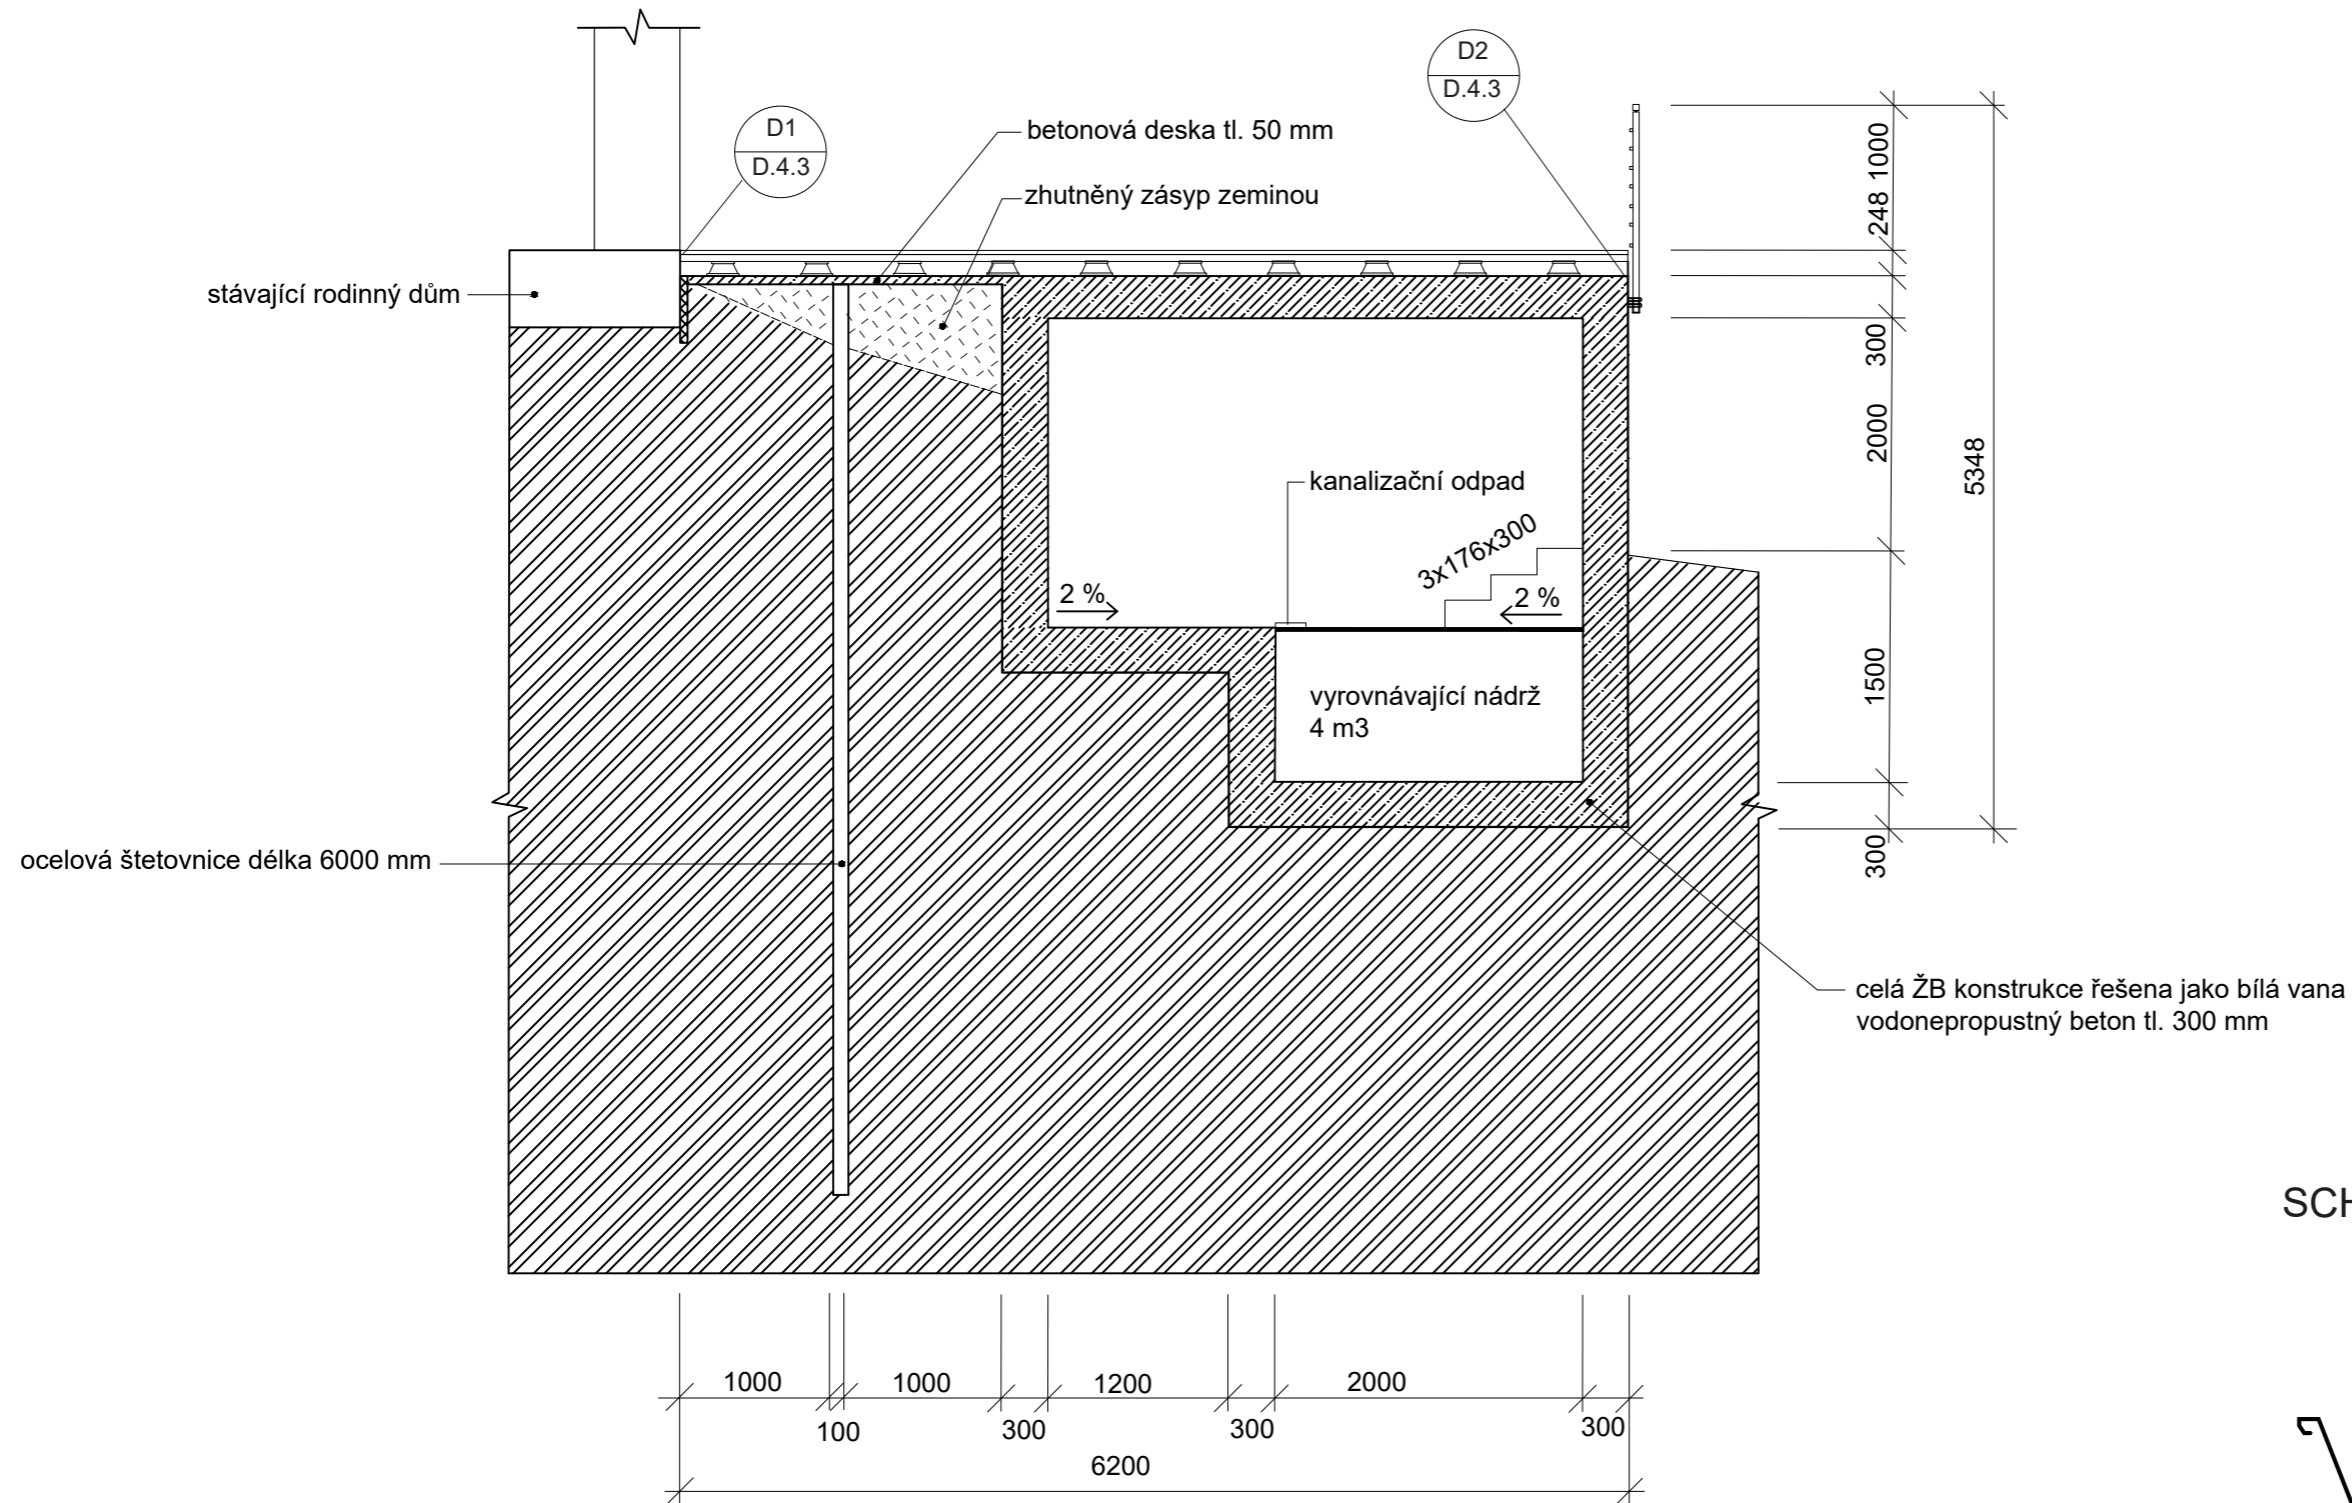 D2
D.4.3
D1
D.4.3
betonová deska tl. 50 mm
zhutněný zásyp zeminou
stávající rodinný dům
1000
248
300
2000
5348
kanalizační odpad
3x176x300
2 %
2 %
1500
vyrovnávající nádrž
4 m3
300
ocelová štetovnice délka 6000 mm
celá ŽB konstrukce řešena jako bílá vana
vodonepropustný beton tl. 300 mm
SCH
1000
1000
1200
2000
100
300
300
300
6200